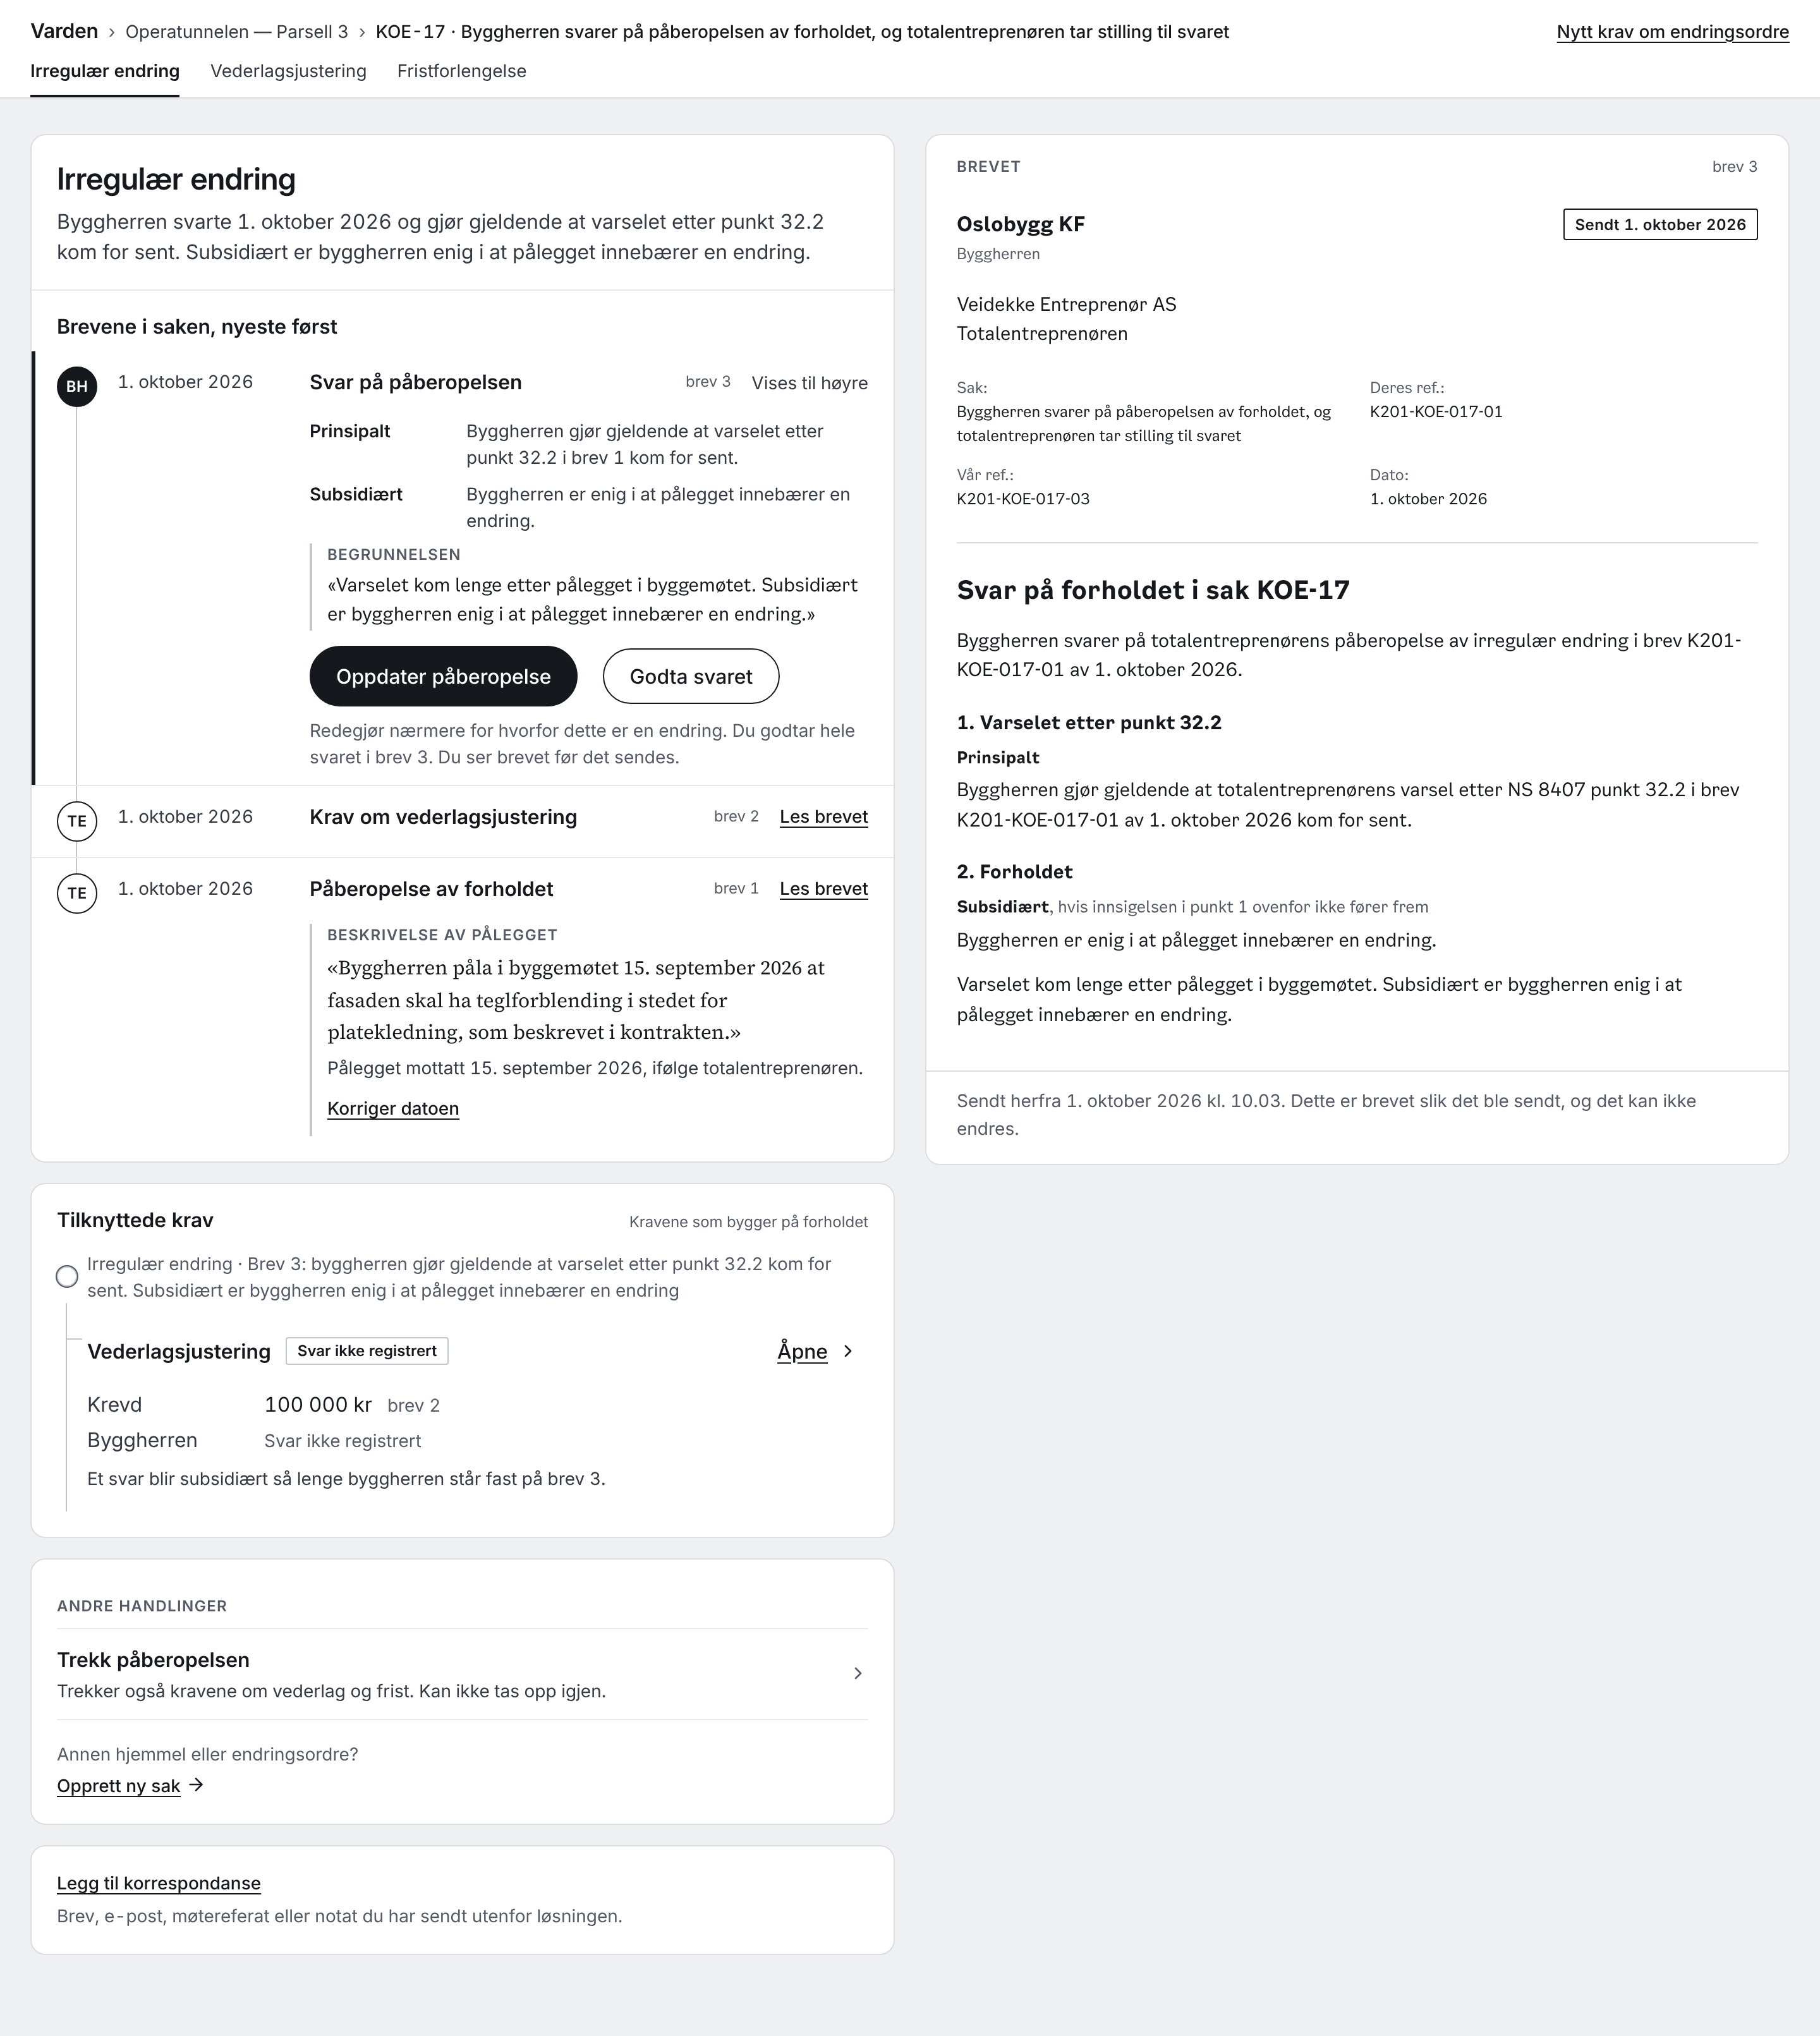 Varden › Operatunnelen — Parsell 3 › KOE-17 · Byggherren svarer på påberopelsen av forholdet, og totalentreprenøren tar stilling til svaret
Nytt krav om endringsordre
Irregulær endring Vederlagsjustering Fristforlengelse
Irregulær endring
Byggherren svarte 1. oktober 2026 og gjør gjeldende at varselet etter punkt 32.2
kom for sent. Subsidiært er byggherren enig i at pålegget innebærer en endring.
Brevene i saken, nyeste først
BH 1. oktober 2026 Svar på påberopelsen brev 3 Vises til høyre
Prinsipalt Byggherren gjør gjeldende at varselet etter
punkt 32.2 i brev 1 kom for sent.
Subsidiært Byggherren er enig i at pålegget innebærer en
endring.
BEGRUNNELSEN
«Varselet kom lenge etter pålegget i byggemøtet. Subsidiært
er byggherren enig i at pålegget innebærer en endring.»
Oppdater påberopelse Godta svaret
Redegjør nærmere for hvorfor dette er en endring. Du godtar hele
svaret i brev 3. Du ser brevet før det sendes.
TE 1. oktober 2026 Krav om vederlagsjustering brev 2 Les brevet
TE 1. oktober 2026 Påberopelse av forholdet brev 1 Les brevet
BESKRIVELSE AV PÅLEGGET
«Byggherren påla i byggemøtet 15. september 2026 at
fasaden skal ha teglforblending i stedet for
platekledning, som beskrevet i kontrakten.»
Pålegget mottatt 15. september 2026, ifølge totalentreprenøren.
Korriger datoen
Tilknyttede krav Kravene som bygger på forholdet
Irregulær endring · Brev 3: byggherren gjør gjeldende at varselet etter punkt 32.2 kom for
sent. Subsidiært er byggherren enig i at pålegget innebærer en endring
Vederlagsjustering Svar ikke registrert Åpne
Krevd 100 000 kr brev 2
Byggherren Svar ikke registrert
Et svar blir subsidiært så lenge byggherren står fast på brev 3.
ANDRE HANDLINGER
Trekk påberopelsen
Trekker også kravene om vederlag og frist. Kan ikke tas opp igjen.
Annen hjemmel eller endringsordre?
Opprett ny sak →
Legg til korrespondanse
Brev, e-post, møtereferat eller notat du har sendt utenfor løsningen.
BREVET brev 3
Oslobygg KF Sendt 1. oktober 2026
Byggherren
Veidekke Entreprenør AS
Totalentreprenøren
Sak: Deres ref.:
Byggherren svarer på påberopelsen av forholdet, og K201-KOE-017-01
totalentreprenøren tar stilling til svaret
Vår ref.: Dato:
K201-KOE-017-03 1. oktober 2026
Svar på forholdet i sak KOE-17
Byggherren svarer på totalentreprenørens påberopelse av irregulær endring i brev K201-
KOE-017-01 av 1. oktober 2026.
1. Varselet etter punkt 32.2
Prinsipalt
Byggherren gjør gjeldende at totalentreprenørens varsel etter NS 8407 punkt 32.2 i brev
K201-KOE-017-01 av 1. oktober 2026 kom for sent.
2. Forholdet
Subsidiært, hvis innsigelsen i punkt 1 ovenfor ikke fører frem
Byggherren er enig i at pålegget innebærer en endring.
Varselet kom lenge etter pålegget i byggemøtet. Subsidiært er byggherren enig i at
pålegget innebærer en endring.
Sendt herfra 1. oktober 2026 kl. 10.03. Dette er brevet slik det ble sendt, og det kan ikke
endres.